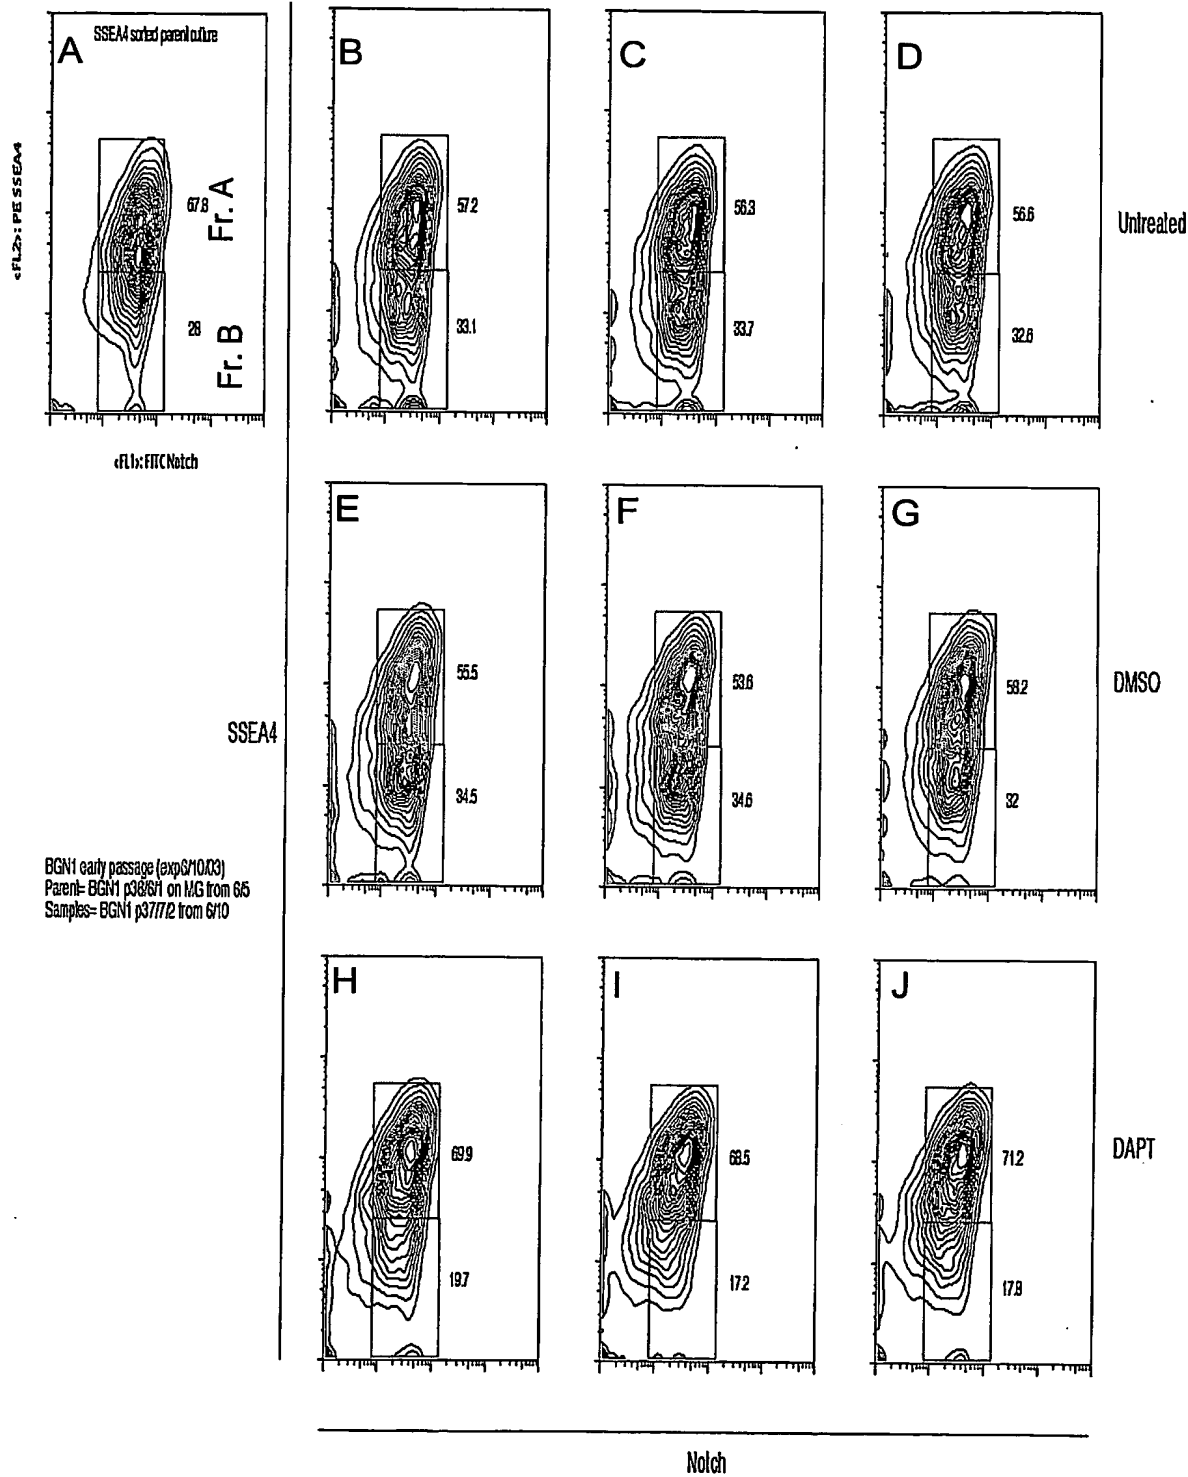 A
SSEA4 sorted parent culture
B
C
D
<FL2>: PE SSEA4
67.8
Fr. A
28
Fr. B
57.2
33.1
56.3
33.7
56.6
32.6
Untreated
<FL1>: FITC Notch
E
F
G
55.5
34.5
53.6
34.6
58.2
32
DMSO
SSEA4
BGN1 early passage (exp6/10/03)
Parent= BGN1 p38/6/1 on MG from 6/5
Samples= BGN1 p37/7/2 from 6/10
H
I
J
69.9
19.7
68.5
17.2
71.2
17.8
DAPT
Notch